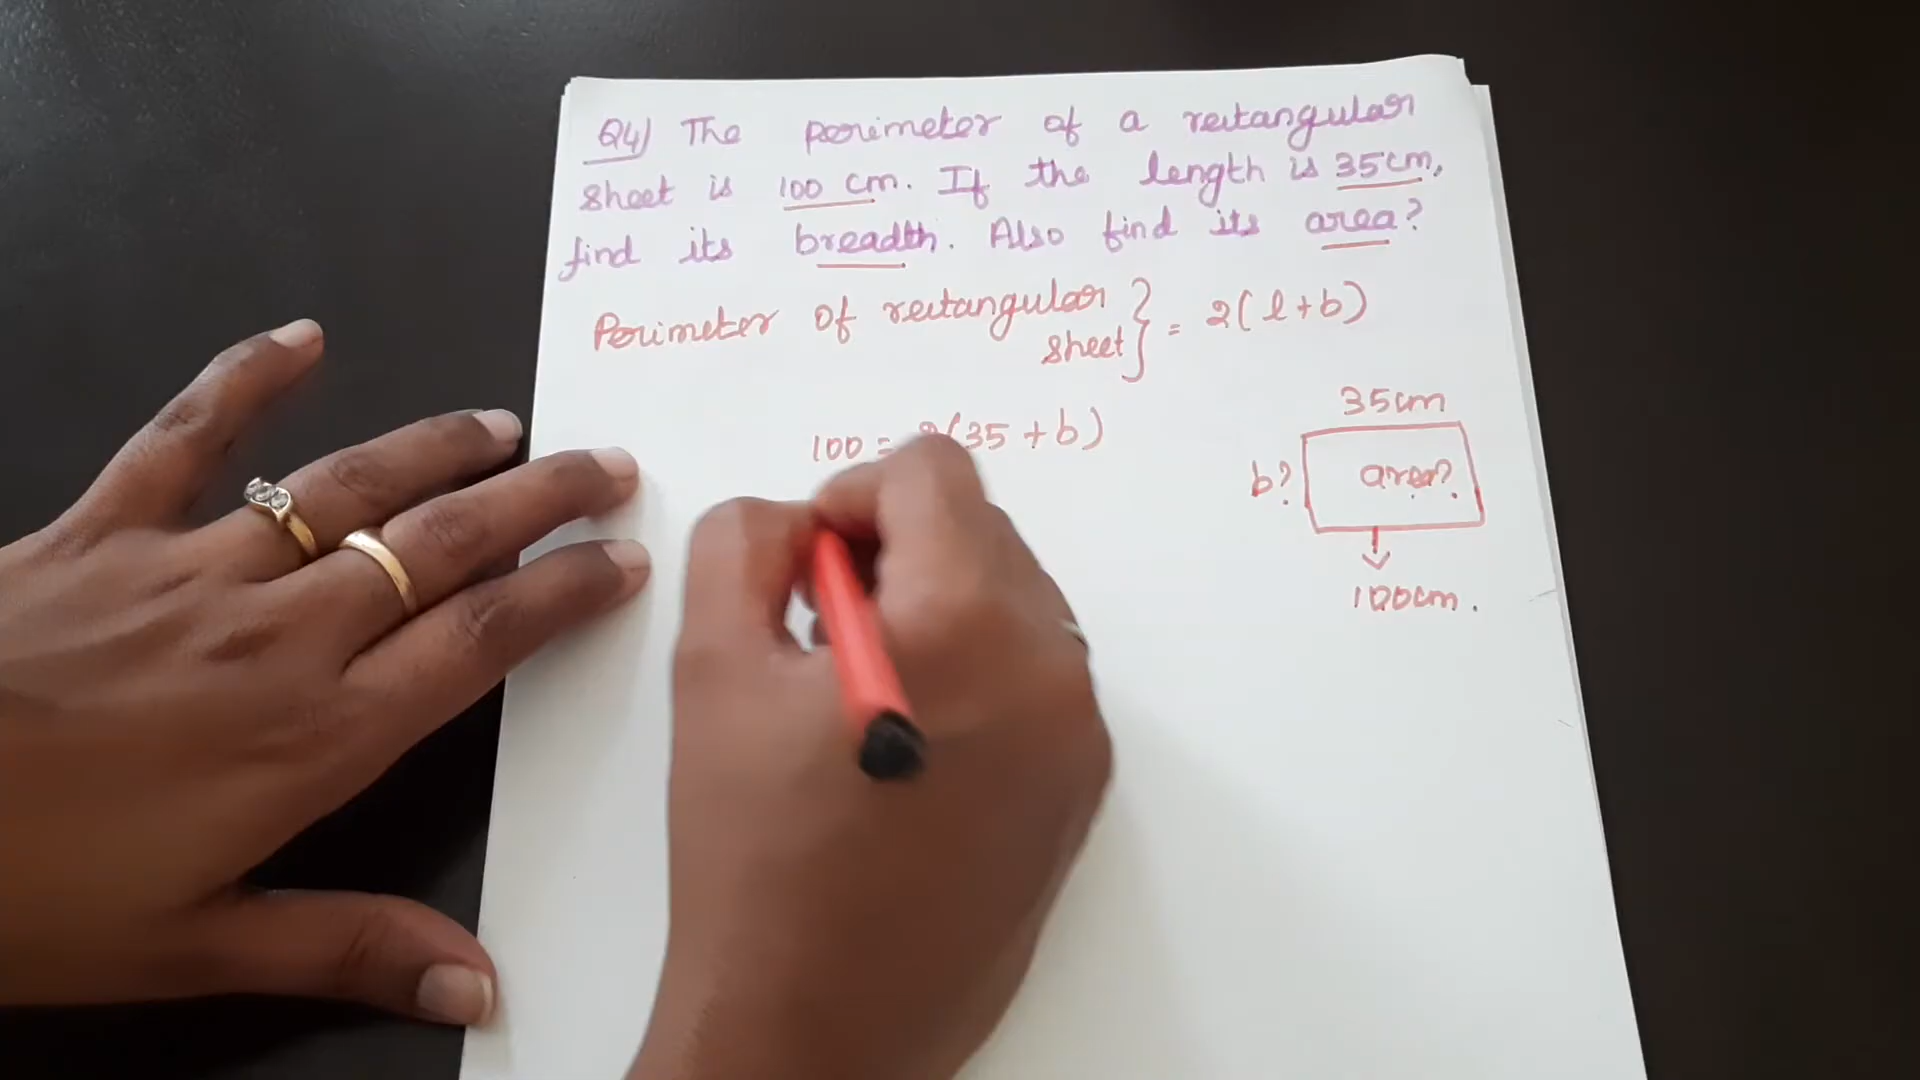 Q4) The perimeter of a rectangular
sheet is 100 cm. If the length is 35cm,
find its breadth. Also find its area?
Perimeter of rectangular
sheet } = 2(l+b)
100 = 2(35 + b)
35cm
b?
area?
100cm.